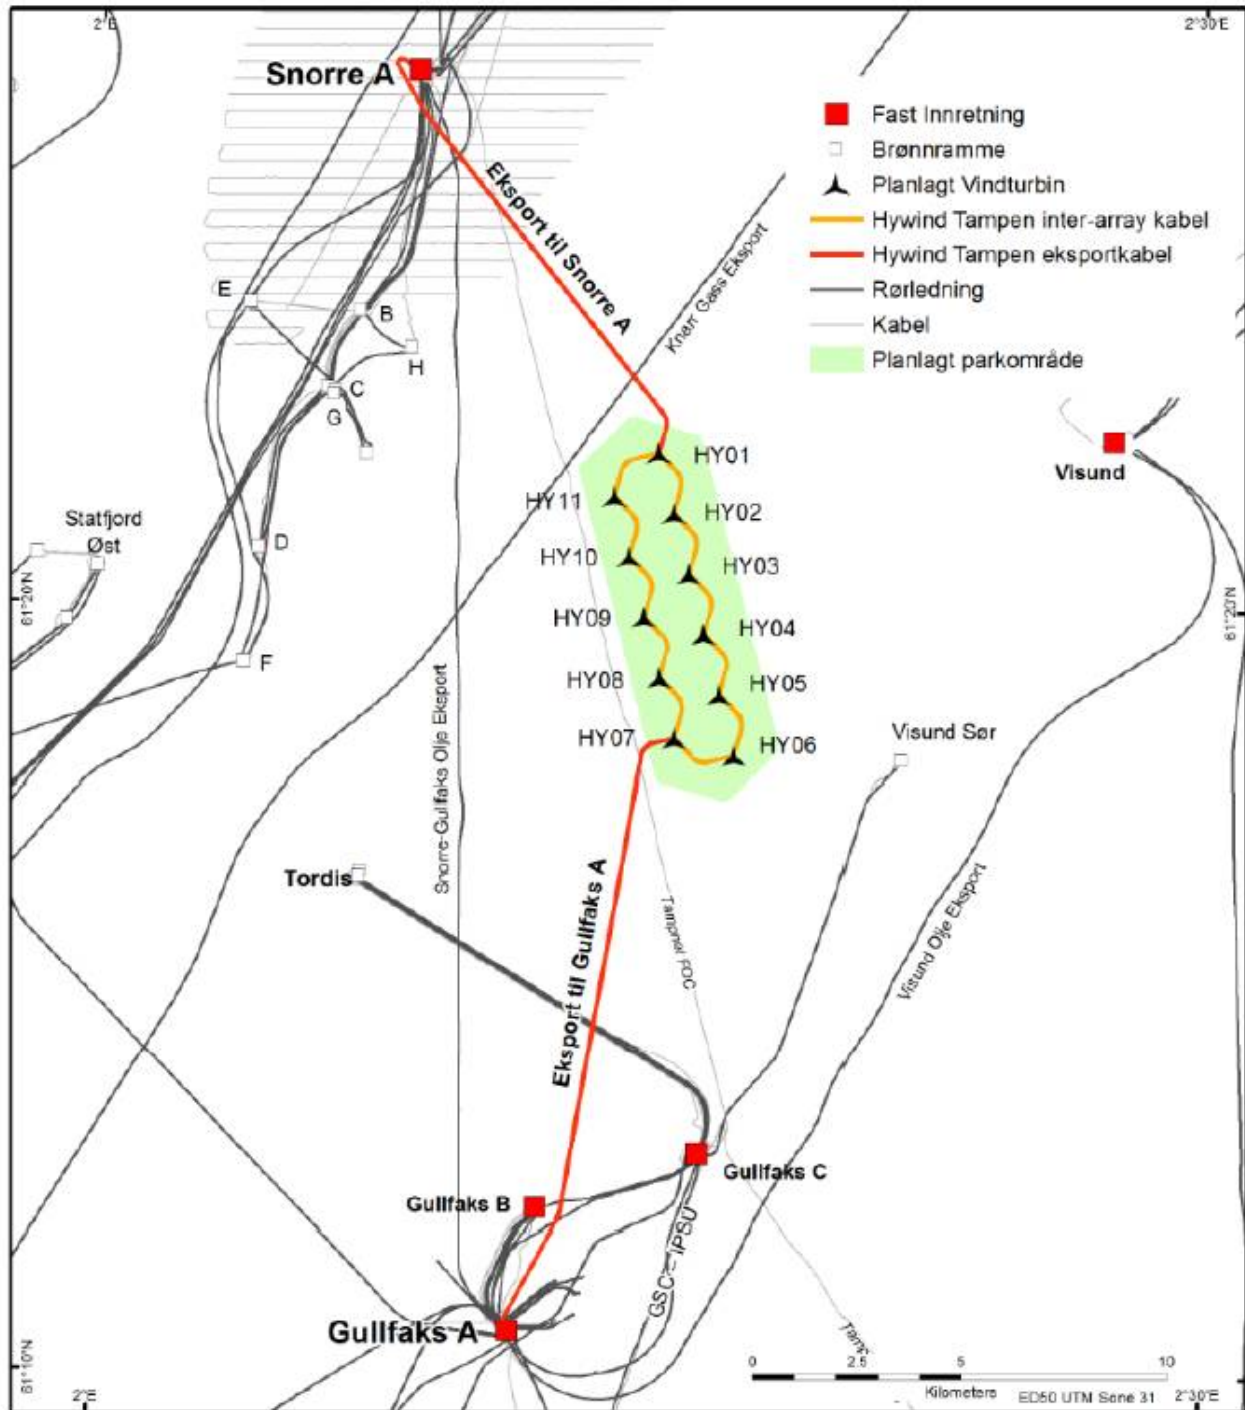 2°E
2°30'E
Snorre A
Fast Innretning
Brønnramme
Planlagt Vindturbin
Hywind Tampen inter-array kabel
Hywind Tampen eksportkabel
Rørledning
Kabel
Planlagt parkområde
Eksport til Snorre A
Knarr Gass Eksport
E
B
H
C
G
HY01
Visund
HY11
HY02
Statfjord
Øst
D
HY10
HY03
61°20'N
61°20'N
HY09
HY04
F
HY08
HY05
Snorre-Gullfaks Olje Eksport
HY07
HY06
Visund Sør
Tordis
Eksport til Gullfaks A
Tampnet FOC
Visund Olje Eksport
Gullfaks C
Gullfaks B
GSC - IPSU
Gullfaks A
Tamp
61°10'N
0 2.5 5 10
Kilometers
ED50 UTM Sone 31
2°E
2°30'E